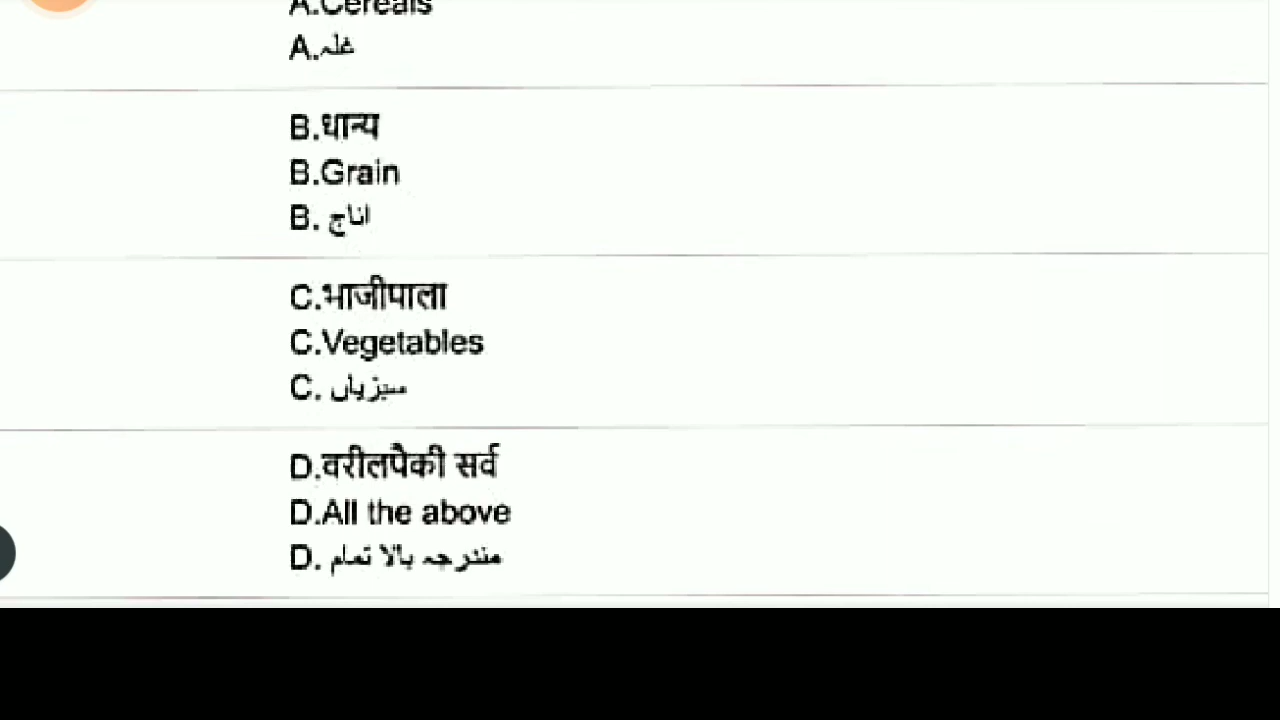 A.Cereals
A.غلہ
B.धान्य
B.Grain
B. اناج
C.भाजीपाला
C.Vegetables
C. سبزیاں
D.वरीलपैकी सर्व
D.All the above
D. مندرجہ بالا تمام